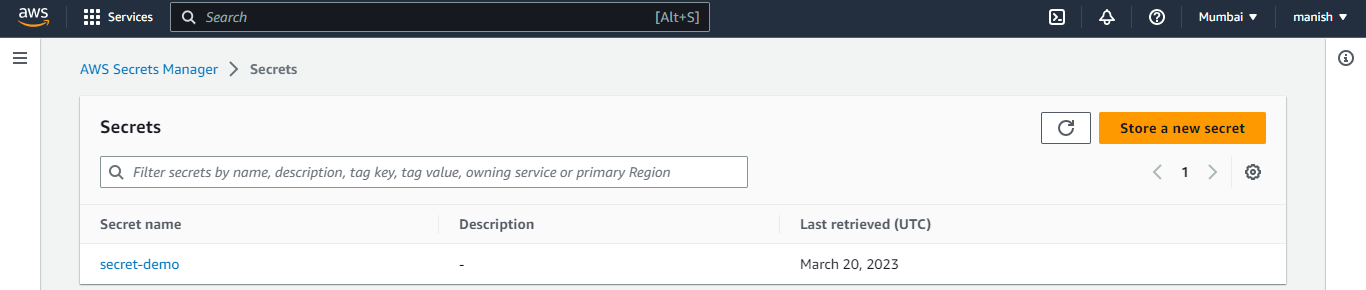 aws Services Search [Alt+S] Mumbai ▼ manish ▼
AWS Secrets Manager > Secrets
Secrets
Store a new secret
Filter secrets by name, description, tag key, tag value, owning service or primary Region
< 1 >
Secret name Description Last retrieved (UTC)
secret-demo - March 20, 2023